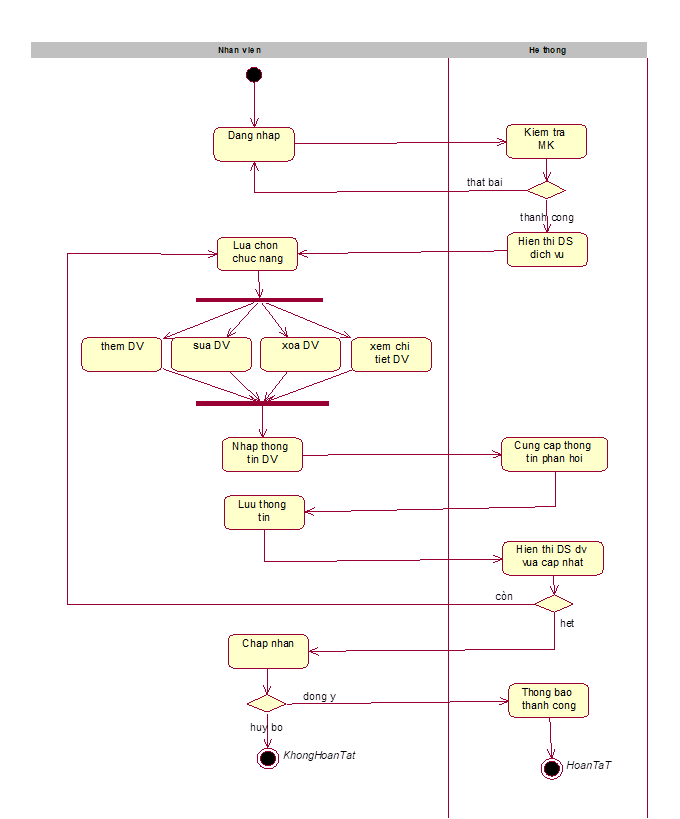 Nhan vien
He thong
Dang nhap
Kiem tra
MK
that bai
thanh cong
Lua chon
chuc nang
Hien thi DS
dich vu
them DV
sua DV
xoa DV
xem chi
tiet DV
Nhap thong
tin DV
Cung cap thong
tin phan hoi
Luu thong
tin
Hien thi DS dv
vua cap nhat
còn
het
Chap nhan
dong y
Thong bao
thanh cong
huy bo
KhongHoanTat
HoanTaT